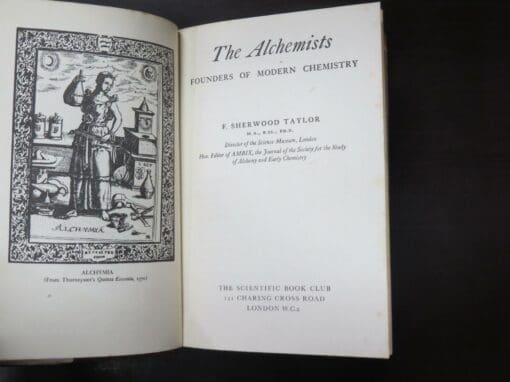 ALCHYMIA
ALCHYMIA
(From Thurneysser's Quinta Essentia, 1570)
The Alchemists
FOUNDERS OF MODERN CHEMISTRY
F. SHERWOOD TAYLOR
M.A., B.SC., PH.D.
Director of the Science Museum, London
Hon. Editor of AMBIX, the Journal of the Society for the Study
of Alchemy and Early Chemistry
THE SCIENTIFIC BOOK CLUB
121 CHARING CROSS ROAD
LONDON W.C.2